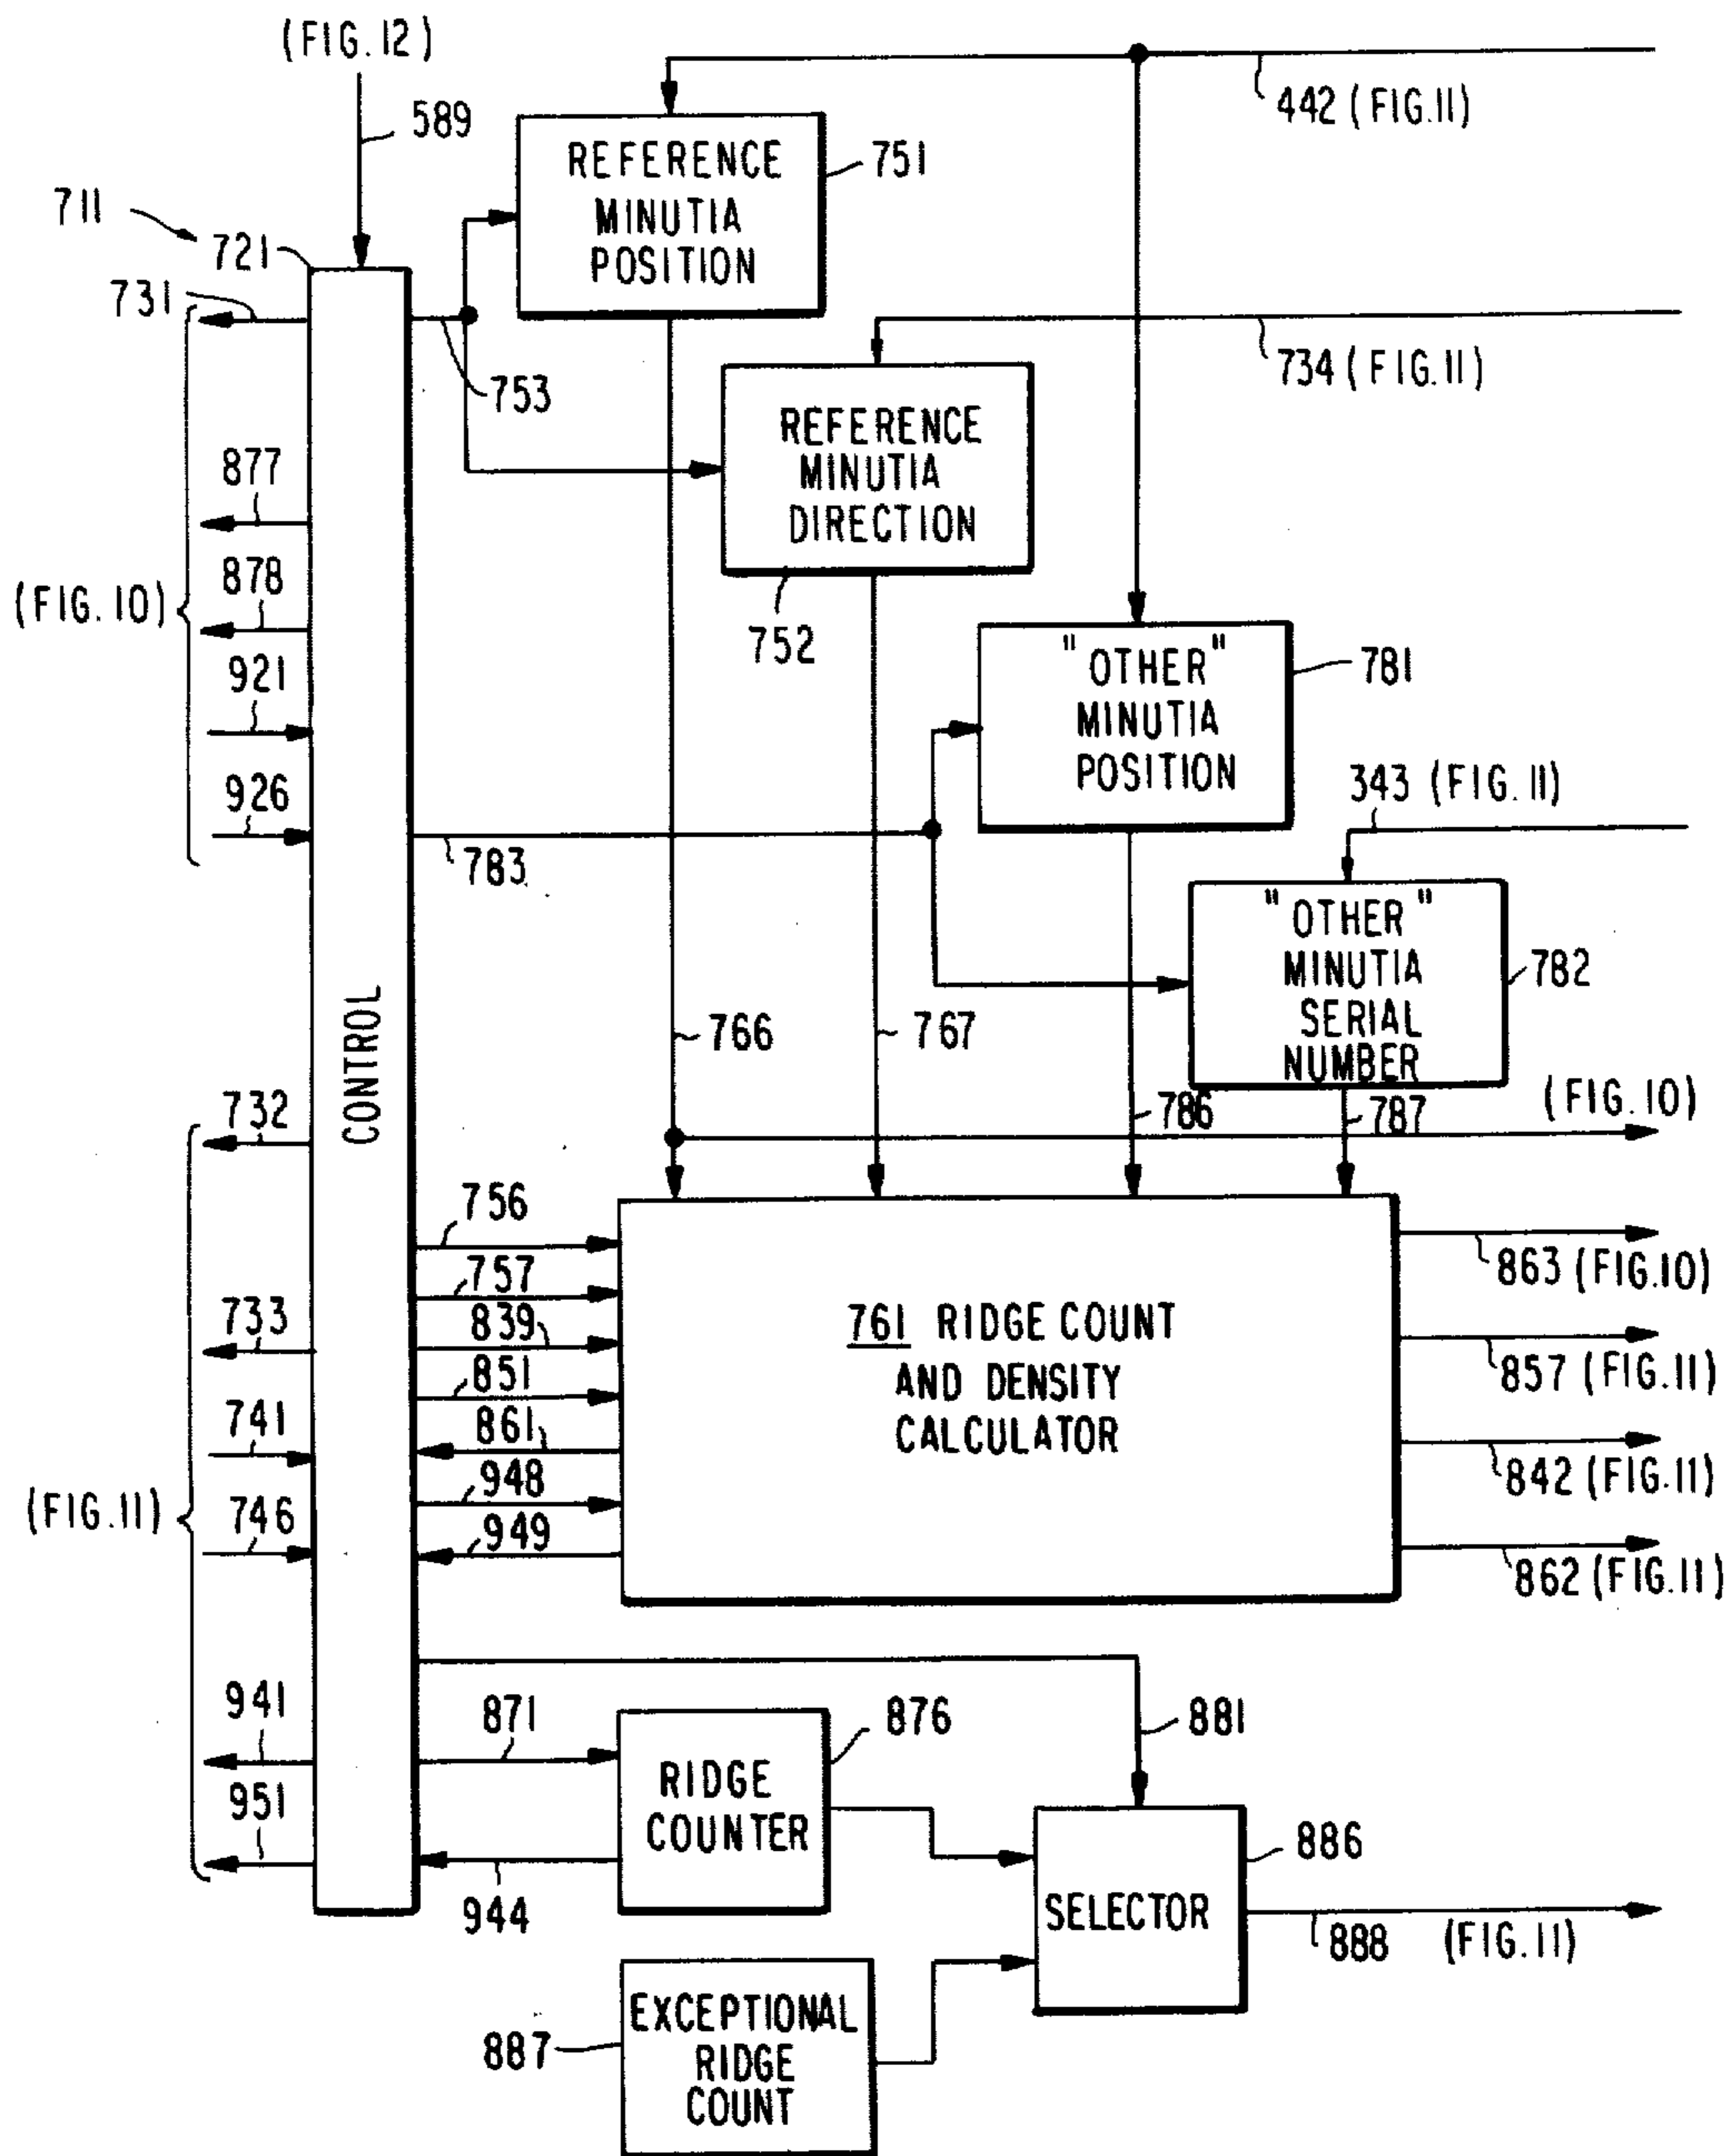 (FIG.12)
589
442 (FIG.11)
REFERENCE
MINUTIA
POSITION
751
711
721
731
753
734 (FIG.11)
REFERENCE
MINUTIA
DIRECTION
752
877
878
(FIG.10)
921
926
"OTHER"
MINUTIA
POSITION
781
783
343 (FIG.11)
"OTHER"
MINUTIA
SERIAL
NUMBER
782
CONTROL
766
767
786
787
(FIG.10)
732
756
757
839
851
861
948
949
733
741
746
(FIG.11)
761 RIDGE COUNT
AND DENSITY
CALCULATOR
863 (FIG.10)
857 (FIG.11)
842 (FIG.11)
862 (FIG.11)
941
951
871
944
RIDGE
COUNTER
876
881
SELECTOR
886
888 (FIG.11)
EXCEPTIONAL
RIDGE
COUNT
887